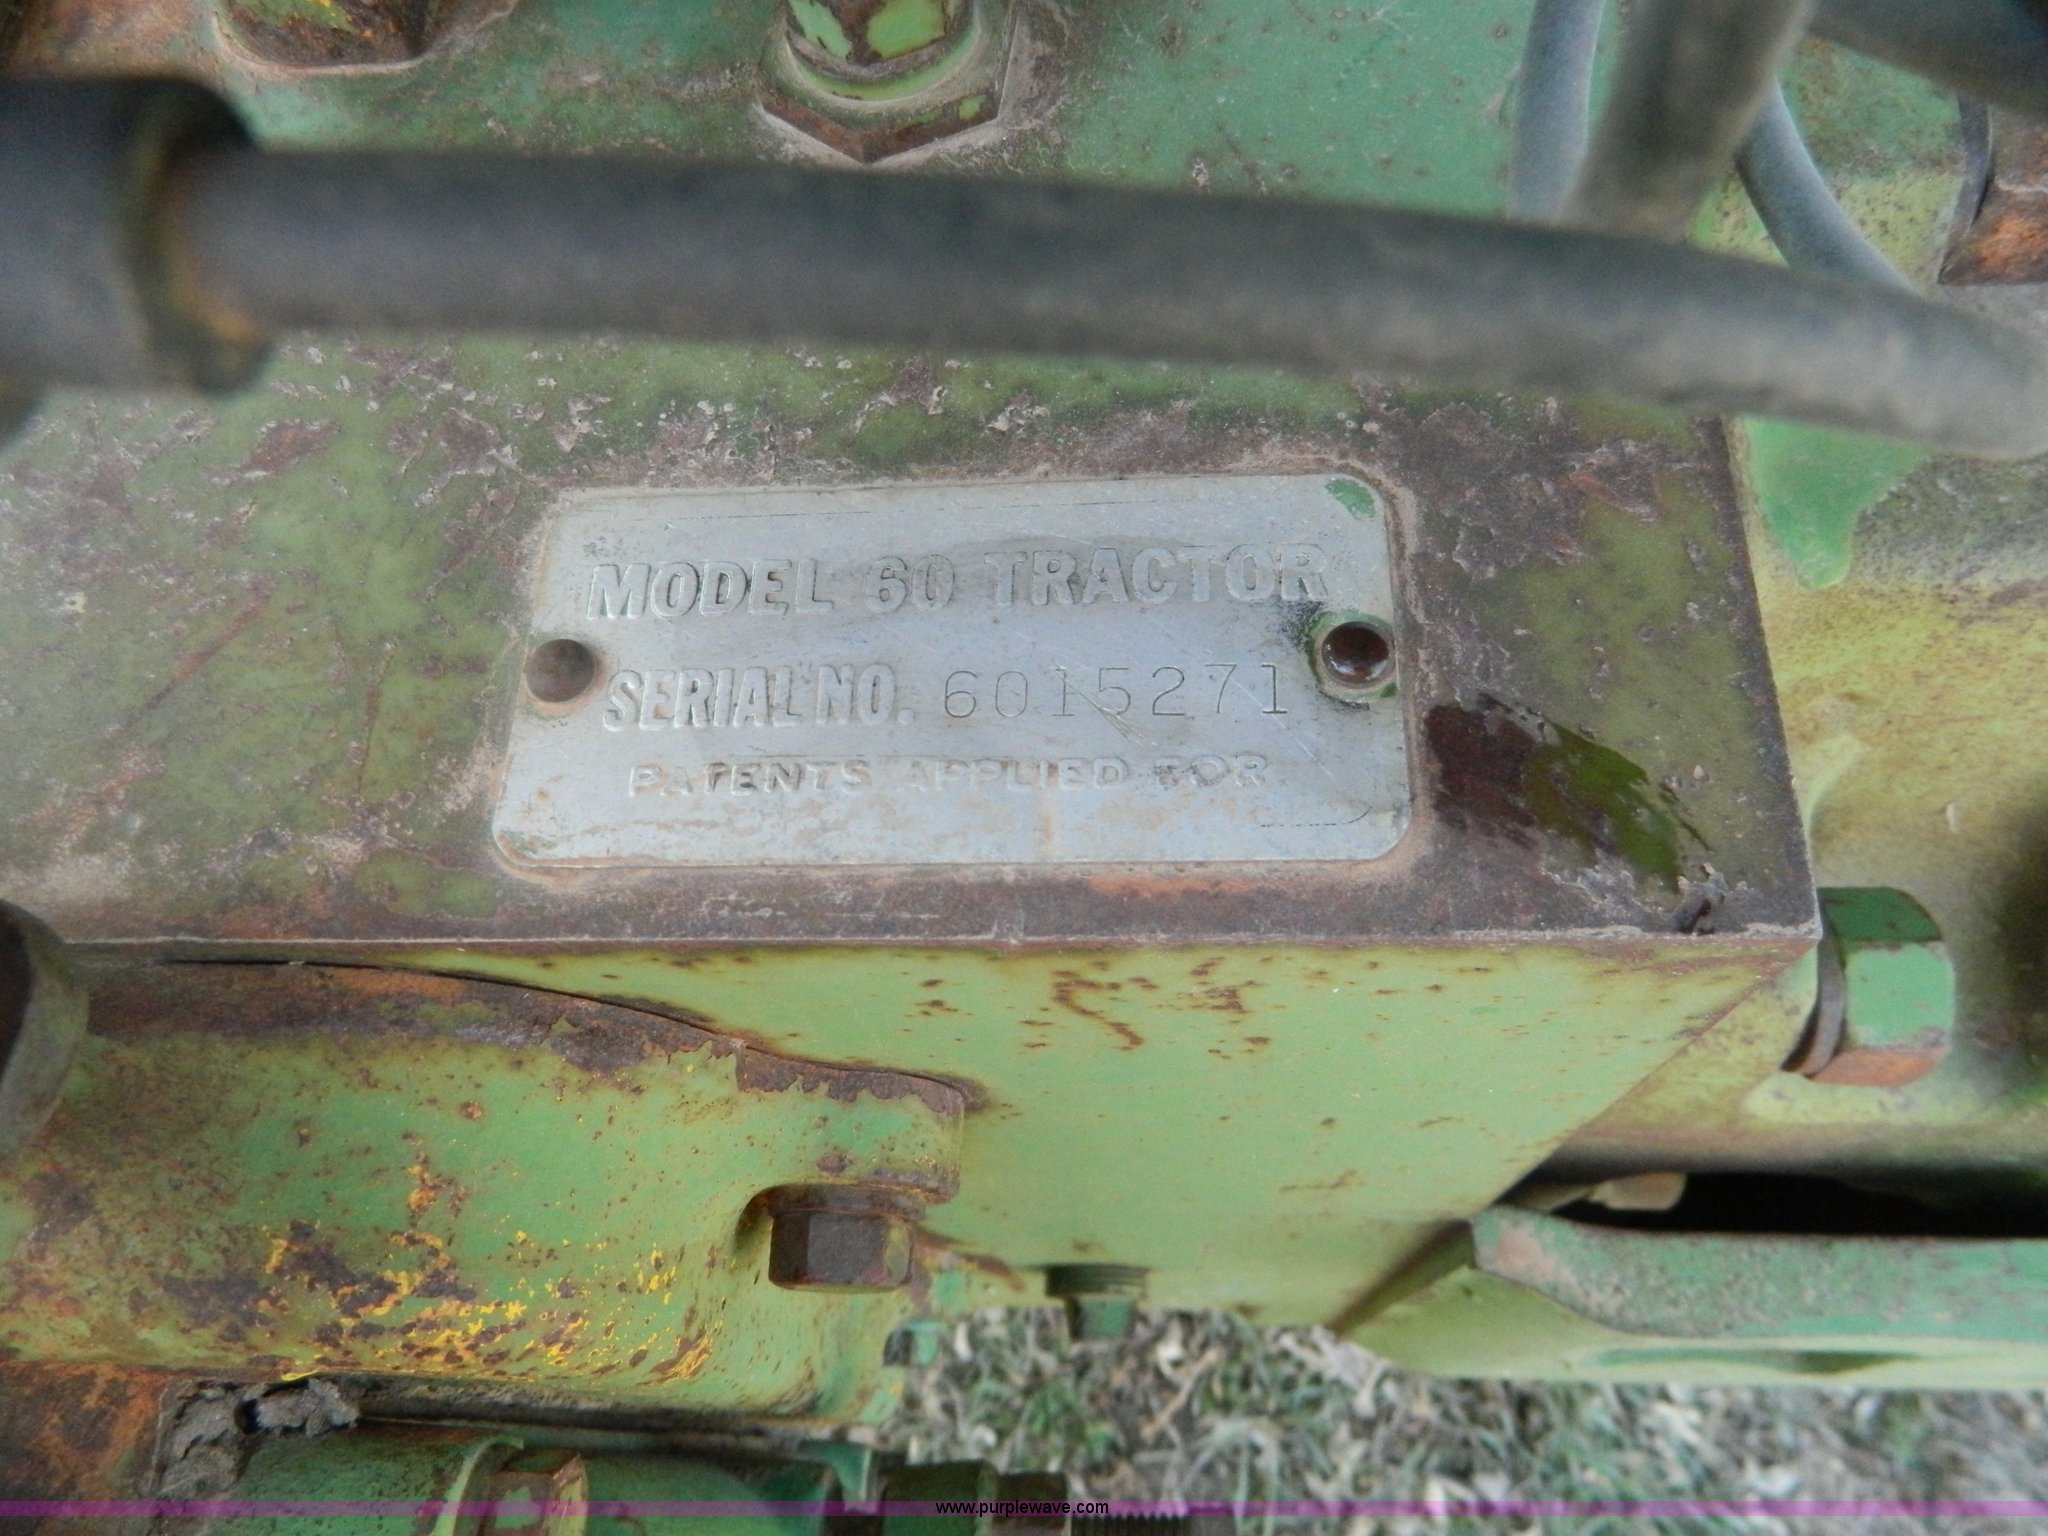 MODEL 60 TRACTOR
SERIAL NO. 6015271
PATENTS APPLIED FOR
www.purplewave.com